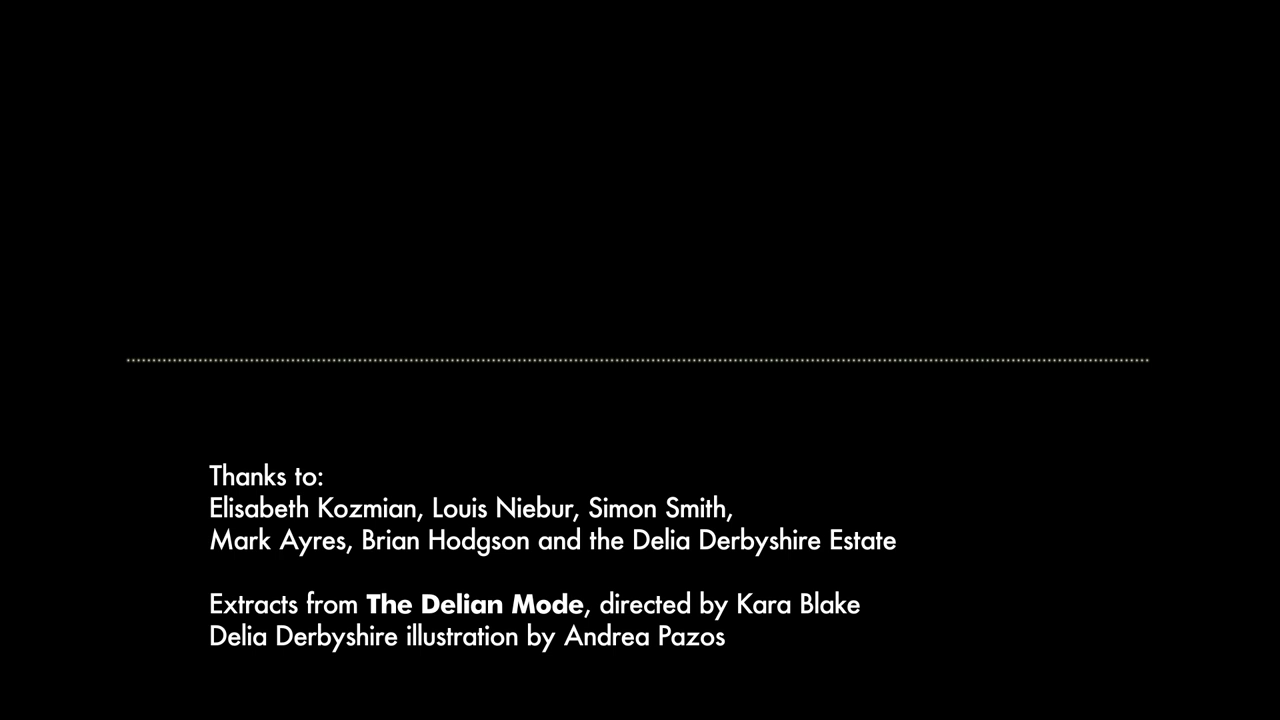 Thanks to:
Elisabeth Kozmian, Louis Niebur, Simon Smith,
Mark Ayres, Brian Hodgson and the Delia Derbyshire Estate
Extracts from The Delian Mode, directed by Kara Blake
Delia Derbyshire illustration by Andrea Pazos